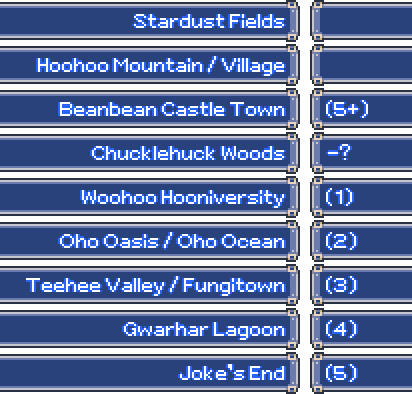 Stardust Fields
Hoohoo Mountain / Village
Beanbean Castle Town (5+)
Chucklehuck Woods -?
Woohoo Hooniversity (1)
Oho Oasis / Oho Ocean (2)
Teehee Valley / Fungitown (3)
Gwarhar Lagoon (4)
Joke's End (5)